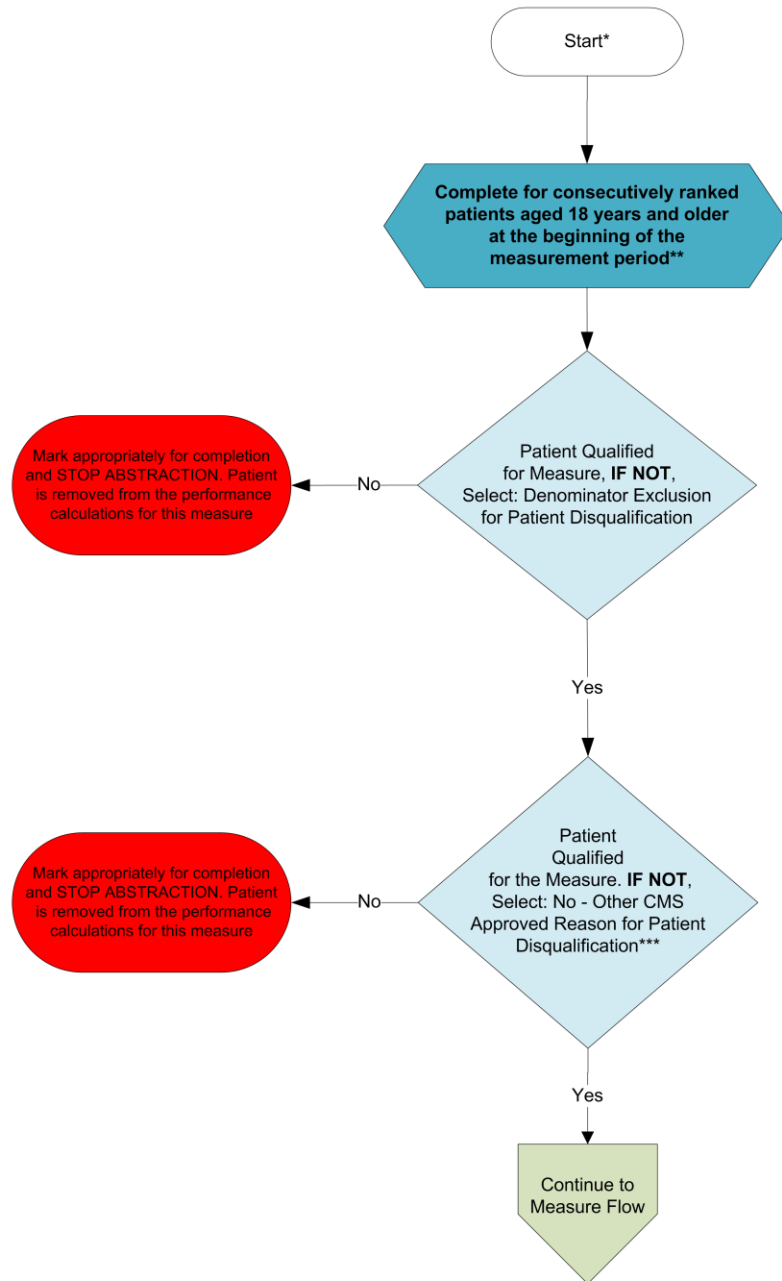 Start*
Complete for consecutively ranked
patients aged 18 years and older
at the beginning of the
measurement period**
Patient Qualified
for Measure, IF NOT,
Select: Denominator Exclusion
for Patient Disqualification
No
Mark appropriately for completion
and STOP ABSTRACTION. Patient
is removed from the performance
calculations for this measure
Yes
Patient
Qualified
for the Measure. IF NOT,
Select: No - Other CMS
Approved Reason for Patient
Disqualification***
No
Mark appropriately for completion
and STOP ABSTRACTION. Patient
is removed from the performance
calculations for this measure
Yes
Continue to
Measure Flow